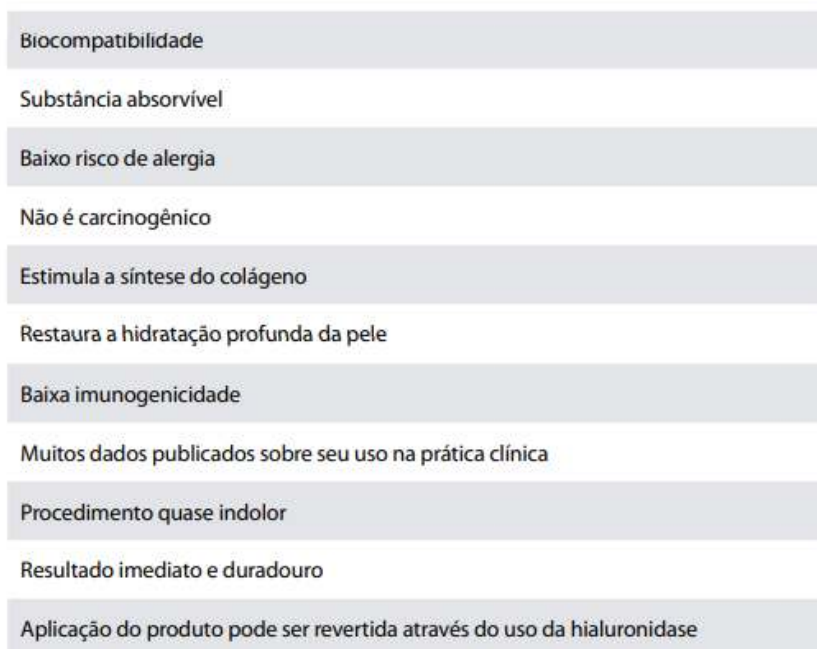 Biocompatibilidade
Substância absorvível
Baixo risco de alergia
Não é carcinogênico
Estimula a síntese do colágeno
Restaura a hidratação profunda da pele
Baixa imunogenicidade
Muitos dados publicados sobre seu uso na prática clínica
Procedimento quase indolor
Resultado imediato e duradouro
Aplicação do produto pode ser revertida através do uso da hialuronidase